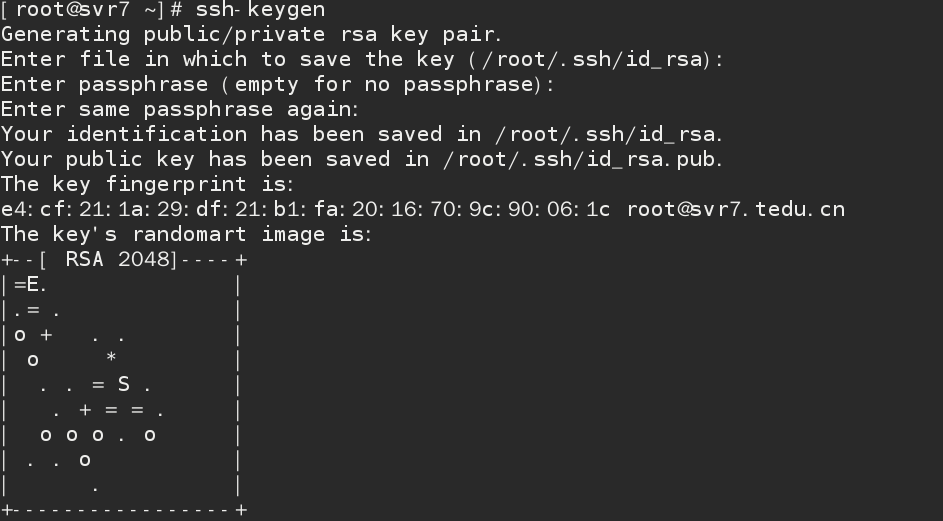 [root@svr7 ~]# ssh-keygen
Generating public/private rsa key pair.
Enter file in which to save the key (/root/.ssh/id_rsa):
Enter passphrase (empty for no passphrase):
Enter same passphrase again:
Your identification has been saved in /root/.ssh/id_rsa.
Your public key has been saved in /root/.ssh/id_rsa.pub.
The key fingerprint is:
e4:cf:21:1a:29:df:21:b1:fa:20:16:70:9c:90:06:1c root@svr7.tedu.cn
The key's randomart image is:
+--[ RSA 2048]----+
|=E.              |
|.= .             |
|o +   . .        |
| o     *         |
|  . . = S .      |
|   . + = = .     |
|  o o o . o      |
| . . o           |
|      .          |
+-----------------+